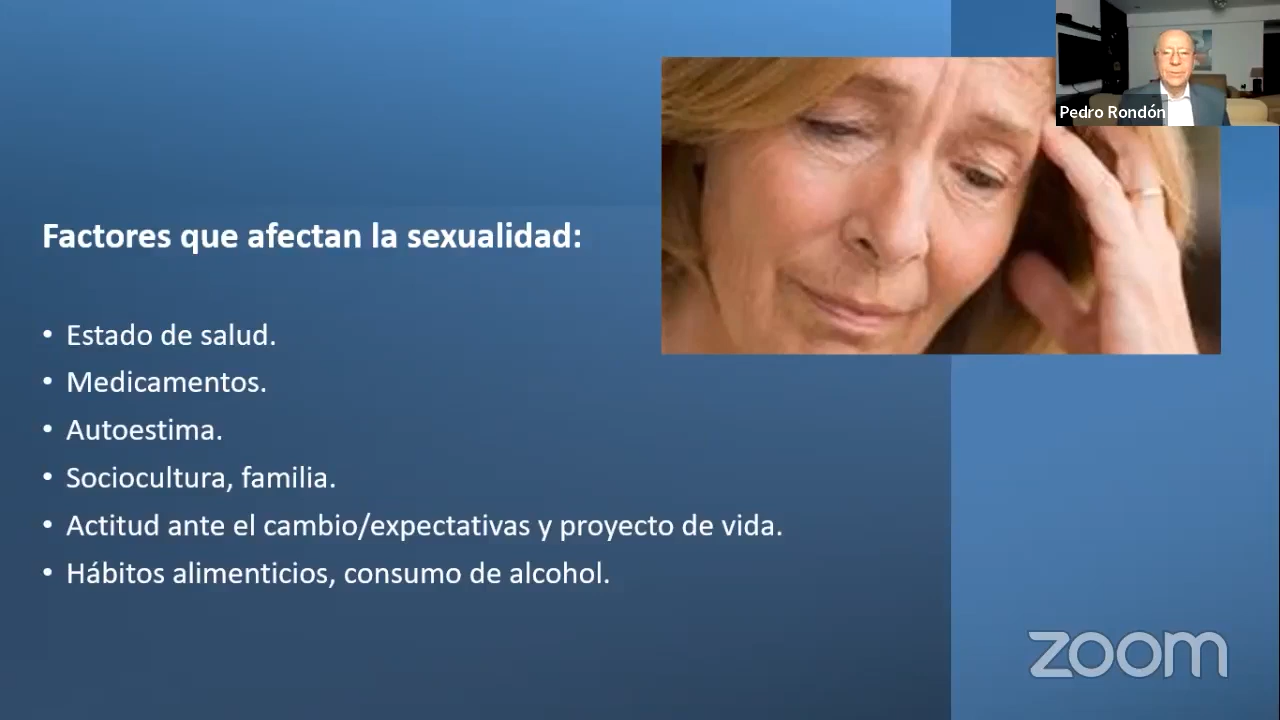 Pedro Rondón
Factores que afectan la sexualidad:
• Estado de salud.
• Medicamentos.
• Autoestima.
• Sociocultura, familia.
• Actitud ante el cambio/expectativas y proyecto de vida.
• Hábitos alimenticios, consumo de alcohol.
zoom